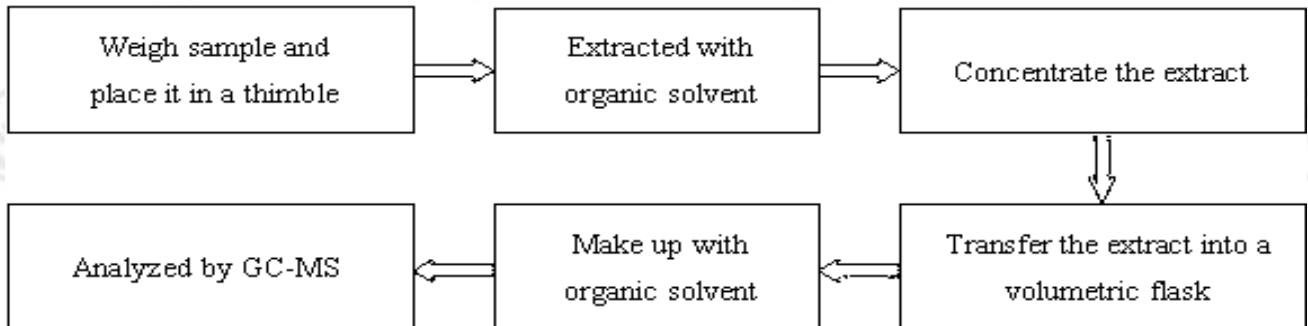 Weigh sample and
place it in a thimble
Extracted with
organic solvent
Concentrate the extract
Transfer the extract into a
volumetric flask
Make up with
organic solvent
Analyzed by GC-MS